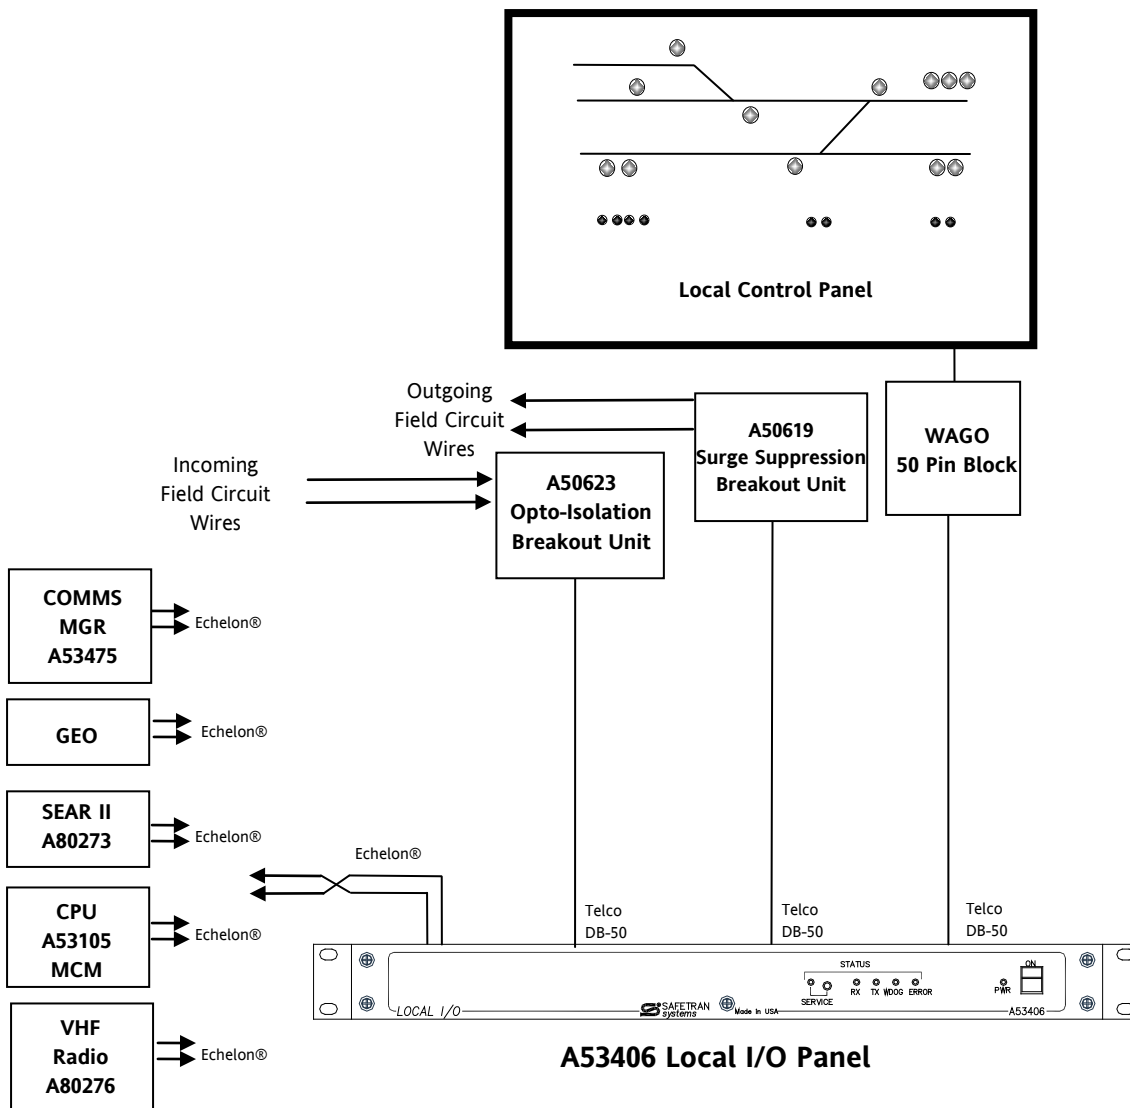 Local Control Panel
Outgoing
Field Circuit
Wires
A50619
Surge Suppression
Breakout Unit
WAGO
50 Pin Block
Incoming
Field Circuit
Wires
A50623
Opto-Isolation
Breakout Unit
COMMS
MGR
A53475
Echelon®
GEO
Echelon®
SEAR II
A80273
Echelon®
Echelon®
CPU
A53105
MCM
Echelon®
VHF
Radio
A80276
Echelon®
Telco
DB-50
Telco
DB-50
Telco
DB-50
STATUS
SERVICE
RX TX WDOG ERROR
PWR
ON
LOCAL I/O
SAFETRAN
systems
Made In USA
A53406
A53406 Local I/O Panel